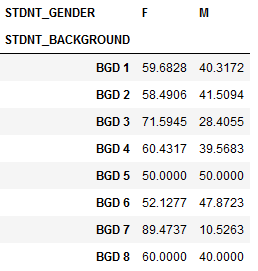 STDNT_GENDER F M
STDNT_BACKGROUND
BGD 1 59.6828 40.3172
BGD 2 58.4906 41.5094
BGD 3 71.5945 28.4055
BGD 4 60.4317 39.5683
BGD 5 50.0000 50.0000
BGD 6 52.1277 47.8723
BGD 7 89.4737 10.5263
BGD 8 60.0000 40.0000